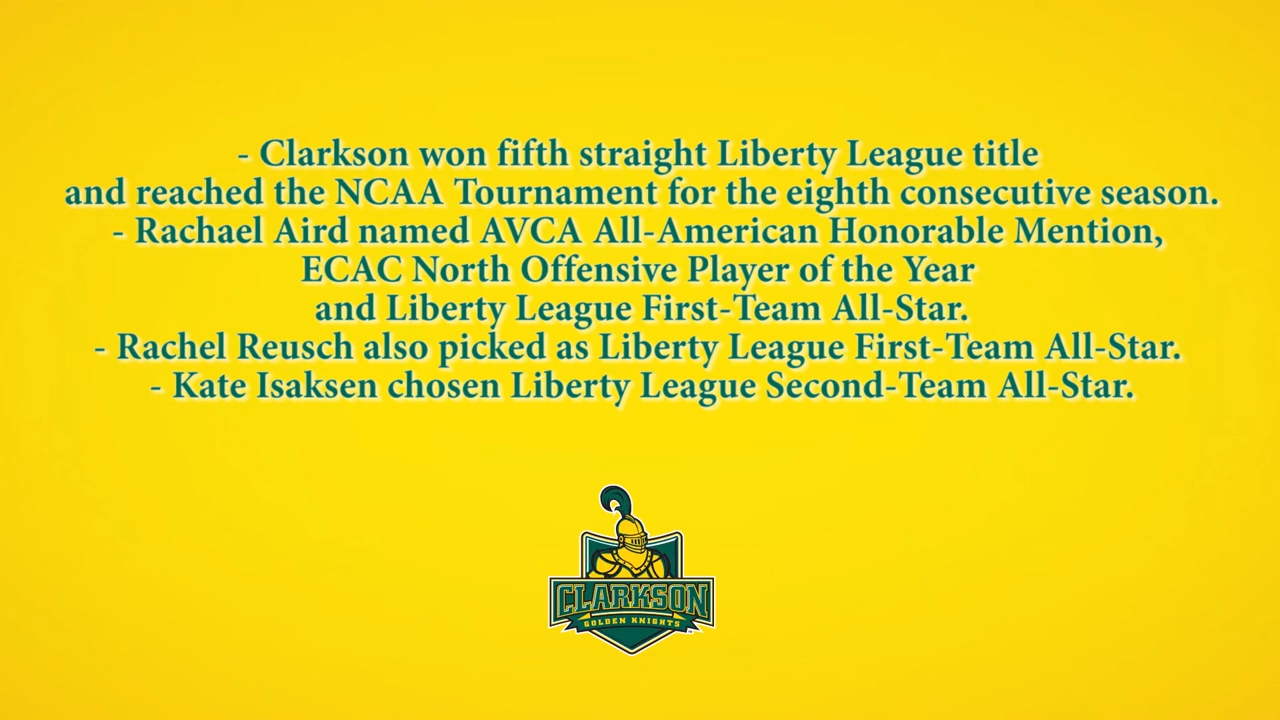 - Clarkson won fifth straight Liberty League title
and reached the NCAA Tournament for the eighth consecutive season.
- Rachael Aird named AVCA All-American Honorable Mention,
ECAC North Offensive Player of the Year
and Liberty League First-Team All-Star.
- Rachel Reusch also picked as Liberty League First-Team All-Star.
- Kate Isaksen chosen Liberty League Second-Team All-Star.
CLARKSON
GOLDEN KNIGHTS